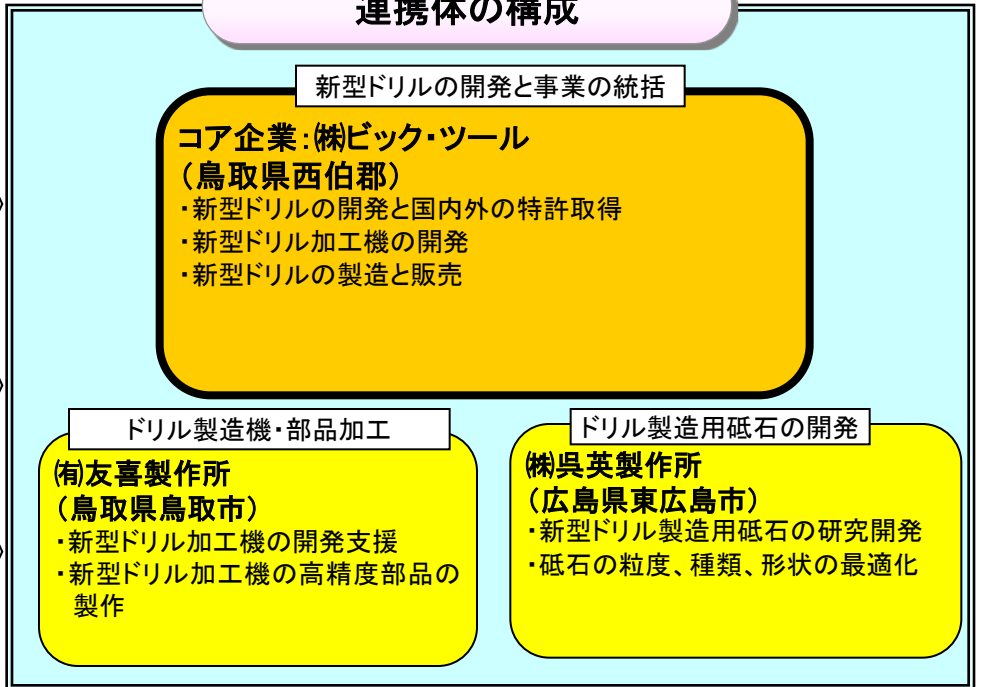 連携体の構成
新型ドリルの開発と事業の統括
コア企業:㈱ビック・ツール
(鳥取県西伯郡)
・新型ドリルの開発と国内外の特許取得
・新型ドリル加工機の開発
・新型ドリルの製造と販売
ドリル製造機・部品加工
㈲友喜製作所
(鳥取県鳥取市)
・新型ドリル加工機の開発支援
・新型ドリル加工機の高精度部品の
製作
ドリル製造用砥石の開発
㈱呉英製作所
(広島県東広島市)
・新型ドリル製造用砥石の研究開発
・砥石の粒度、種類、形状の最適化